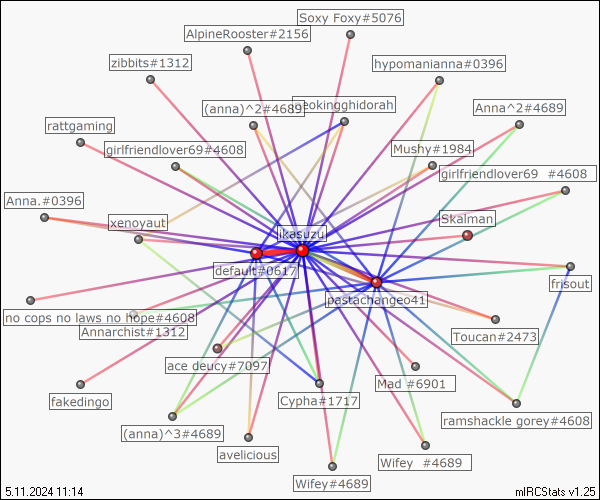 Soxy Foxy#5076
AlpineRooster#2156
zibbits#1312
hypomanianna#0396
(anna)^2#4689
eokingghidorah
Anna^2#4689
rattgaming
girlfriendlover69#4608
Mushy#1984
girlfriendlover69 #4608
Anna.#0396
xenoyaut
ikasuzu
Skalman
default#0617
pastachange041
frisout
no cops no laws no hope#4608
Annarchist#1312
Toucan#2473
ace deucy#7097
Mad #6901
fakedingo
Cypha#1717
ramshackle gorey#4608
(anna)^3#4689
avelicious
Wifey #4689
Wifey#4689
5.11.2024 11:14
mIRCStats v1.25